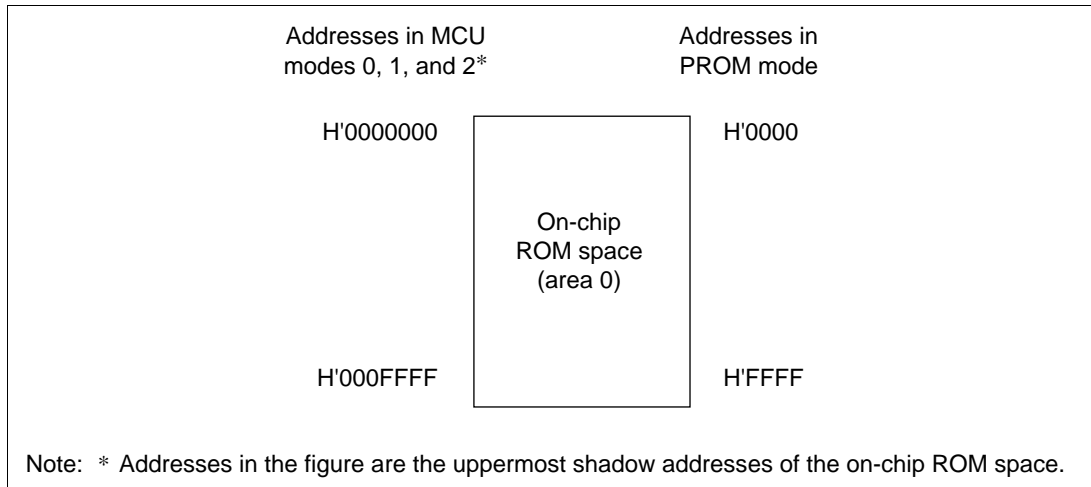 Addresses in MCU
modes 0, 1, and 2*
Addresses in
PROM mode
H'0000000
H'0000
On-chip
ROM space
(area 0)
H'000FFFF
H'FFFF
Note: * Addresses in the figure are the uppermost shadow addresses of the on-chip ROM space.